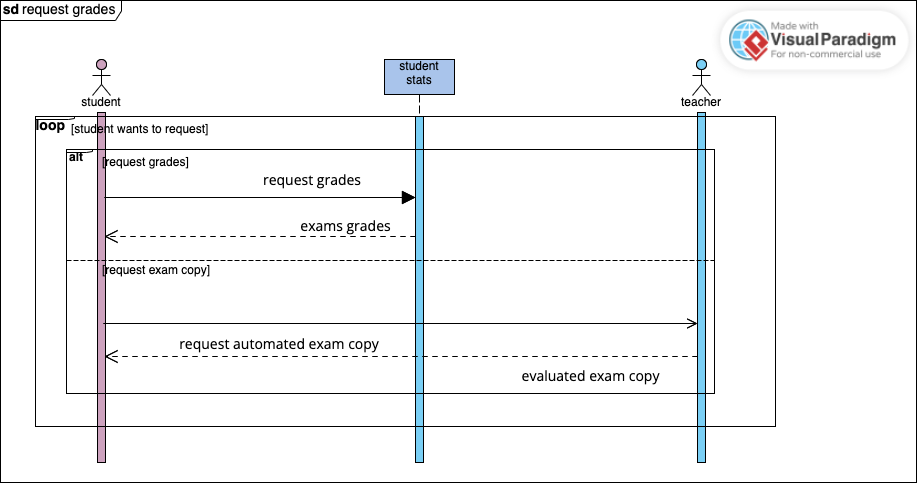 sd request grades
Made with
Visual Paradigm
For non-commercial use
student
stats
student
teacher
loop [student wants to request]
alt [request grades]
request grades
exams grades
[request exam copy]
request automated exam copy
evaluated exam copy